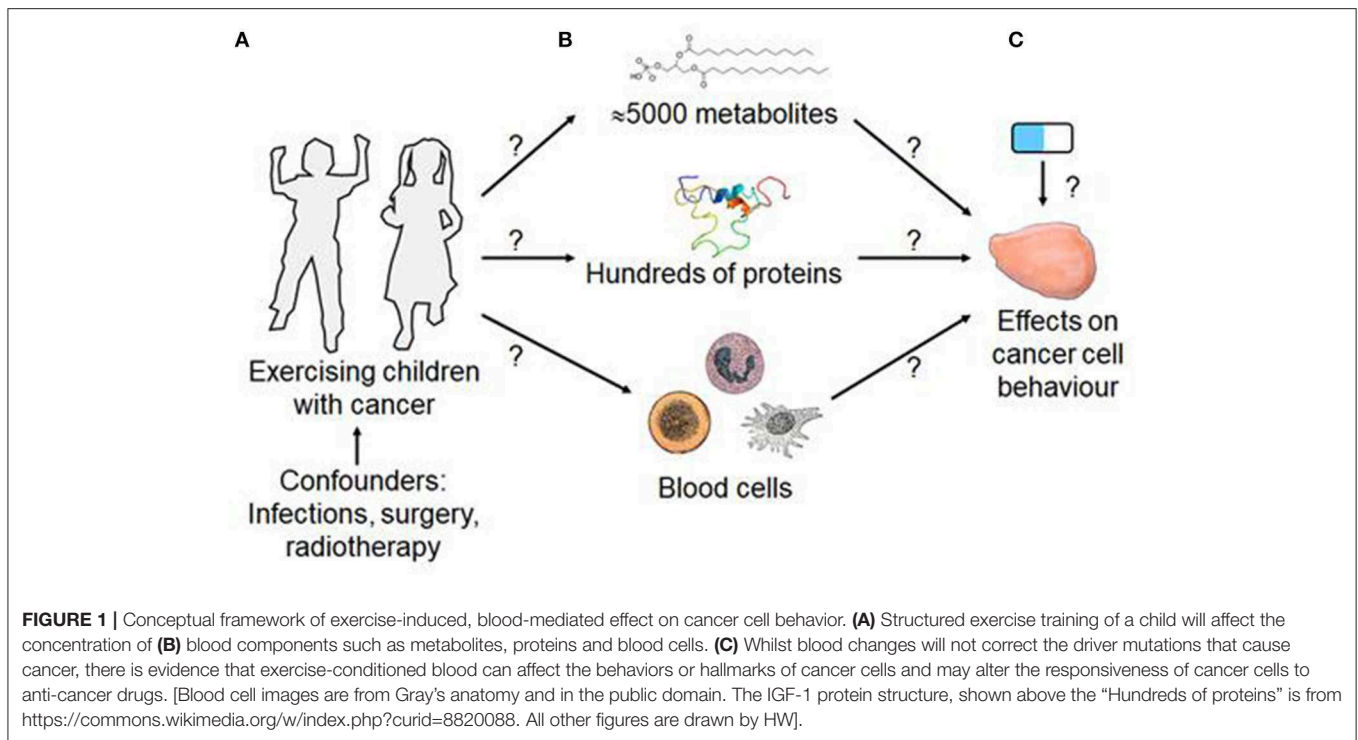 A
B
C
≈5000 metabolites
?
?
?
?
?
Hundreds of proteins
?
?
Exercising children
with cancer
Effects on
cancer cell
behaviour
Confounders:
Infections, surgery,
radiotherapy
Blood cells
FIGURE 1 | Conceptual framework of exercise-induced, blood-mediated effect on cancer cell behavior. (A) Structured exercise training of a child will affect the
concentration of (B) blood components such as metabolites, proteins and blood cells. (C) Whilst blood changes will not correct the driver mutations that cause
cancer, there is evidence that exercise-conditioned blood can affect the behaviors or hallmarks of cancer cells and may alter the responsiveness of cancer cells to
anti-cancer drugs. [Blood cell images are from Gray's anatomy and in the public domain. The IGF-1 protein structure, shown above the “Hundreds of proteins” is from
https://commons.wikimedia.org/w/index.php?curid=8820088. All other figures are drawn by HW].